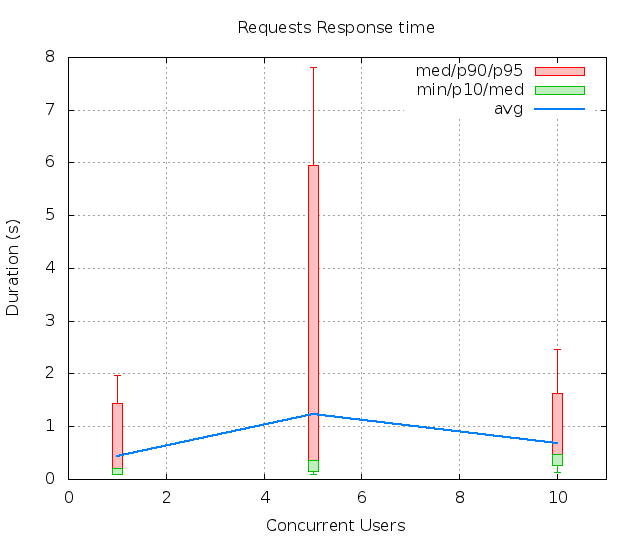 Requests Response time
med/p90/p95
min/p10/med
avg
8
7
6
5
4
3
2
1
0
Duration (s)
0 2 4 6 8 10
Concurrent Users